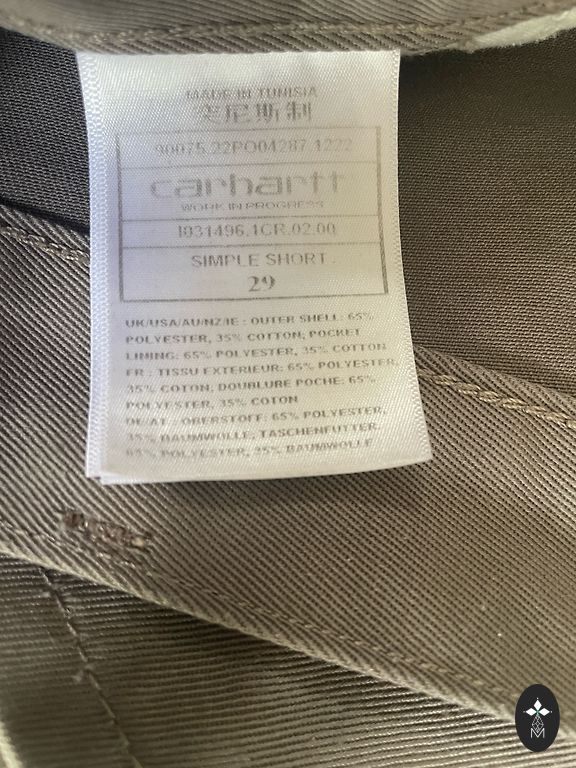 MADE IN TUNISIA
突尼斯制
90075.22PO04287.1222
carhartt
WORK IN PROGRESS
I031496.1CR.02.00
SIMPLE SHORT
29
UK/USA/AU/NZ/IE : OUTER SHELL: 65%
POLYESTER, 35% COTTON; POCKET
LINING: 65% POLYESTER, 35% COTTON
FR : TISSU EXTERIEUR: 65% POLYESTER,
35% COTON; DOUBLURE POCHE: 65%
POLYESTER, 35% COTON
DE/AT : OBERSTOFF: 65% POLYESTER,
35% BAUMWOLLE, TASCHENFUTTER:
65% POLYESTER, 35% BAUMWOLLE
M